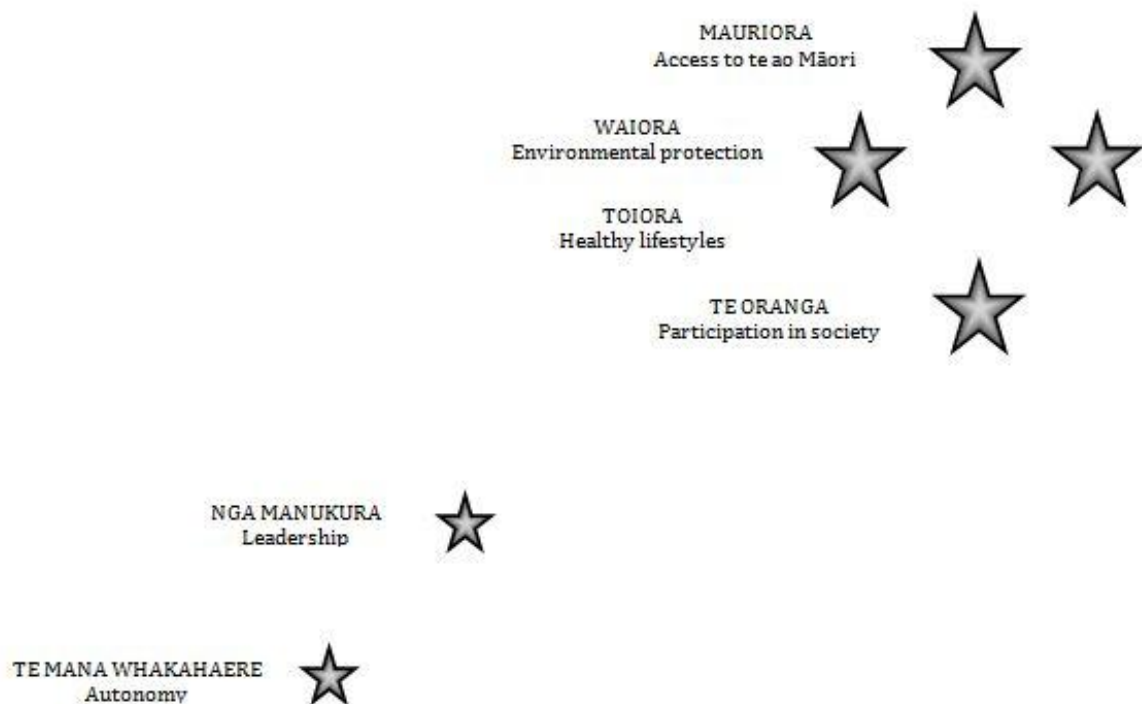 MAURIORA
Access to te ao Māori
WAIORA
Environmental protection
TOIORA
Healthy lifestyles
TE ORANGA
Participation in society
NGA MANUKURA
Leadership
TE MANA WHAKAHAERE
Autonomy